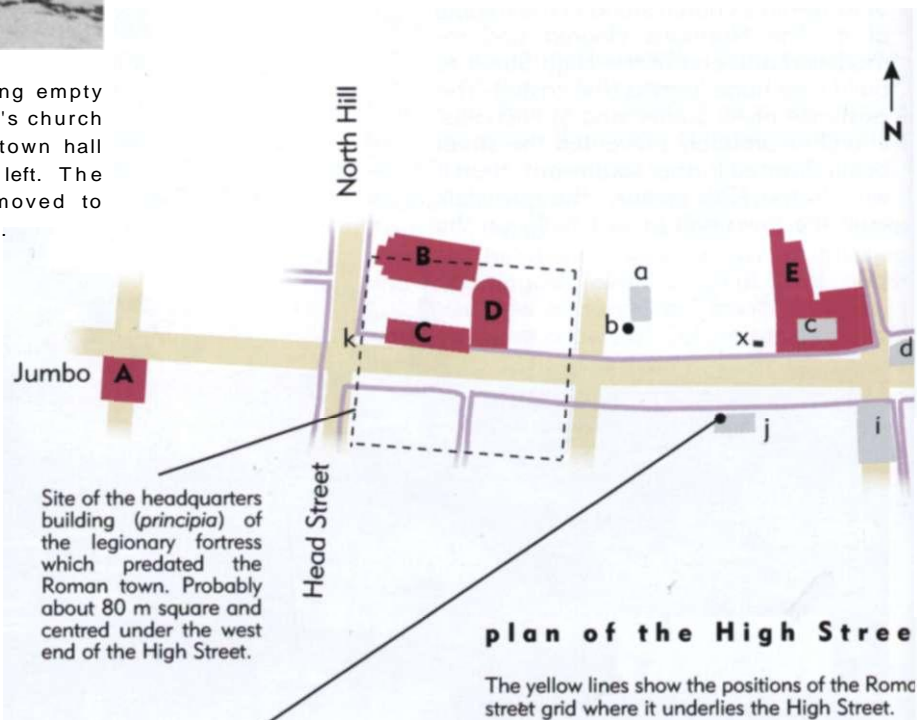 ng empty
's church
town hall
left. The
moved to
.
North Hill
N
B
a
E
D
b
c
C
k
x
d
Jumbo
A
j
i
Site of the headquarters
building (principia) of
the legionary fortress
which predated the
Roman town. Probably
about 80 m square and
centred under the west
end of the High Street.
Head Street
plan of the High Stree
The yellow lines show the positions of the Roma
street grid where it underlies the High Street.